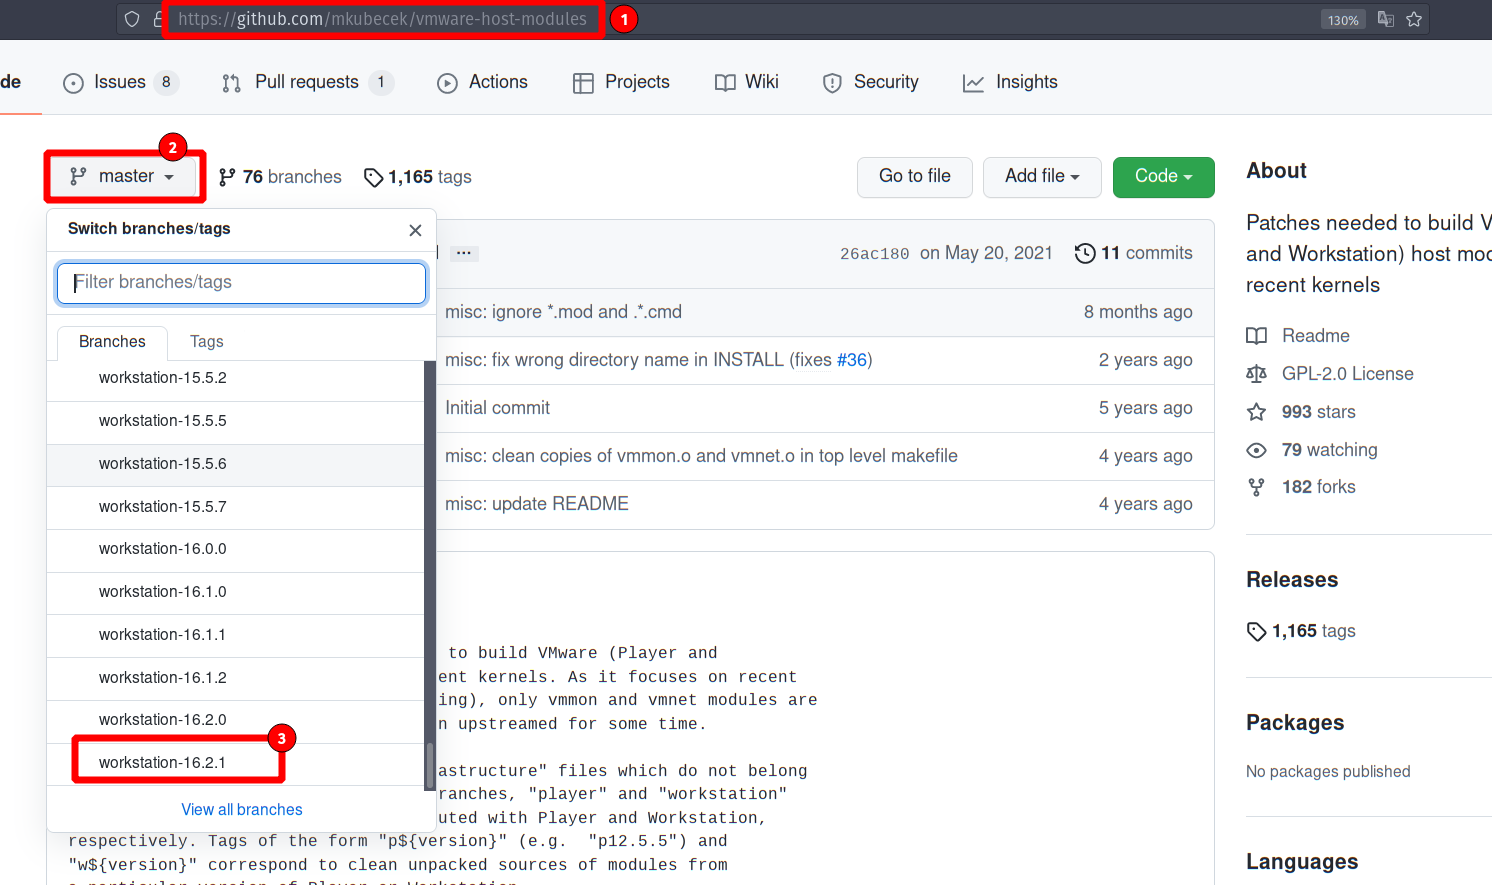 https://github.com/mkubecek/vmware-host-modules
1
130%
de
Issues 8
Pull requests 1
Actions
Projects
Wiki
Security
Insights
2
master
76 branches
1,165 tags
Go to file
Add file
Code
About
Switch branches/tags
Filter branches/tags
Branches
Tags
workstation-15.5.2
workstation-15.5.5
workstation-15.5.6
workstation-15.5.7
workstation-16.0.0
workstation-16.1.0
workstation-16.1.1
workstation-16.1.2
workstation-16.2.0
3
workstation-16.2.1
View all branches
26ac180 on May 20, 2021
11 commits
misc: ignore *.mod and .*.cmd
8 months ago
misc: fix wrong directory name in INSTALL (fixes #36)
2 years ago
Initial commit
5 years ago
misc: clean copies of vmmon.o and vmnet.o in top level makefile
4 years ago
misc: update README
4 years ago
to build VMware (Player and
ent kernels. As it focuses on recent
ing), only vmmon and vmnet modules are
n upstreamed for some time.
astructure" files which do not belong
ranches, "player" and "workstation"
uted with Player and Workstation,
respectively. Tags of the form "p${version}" (e.g. "p12.5.5") and
"w${version}" correspond to clean unpacked sources of modules from
Patches needed to build V
and Workstation) host mod
recent kernels
Readme
GPL-2.0 License
993 stars
79 watching
182 forks
Releases
1,165 tags
Packages
No packages published
Languages